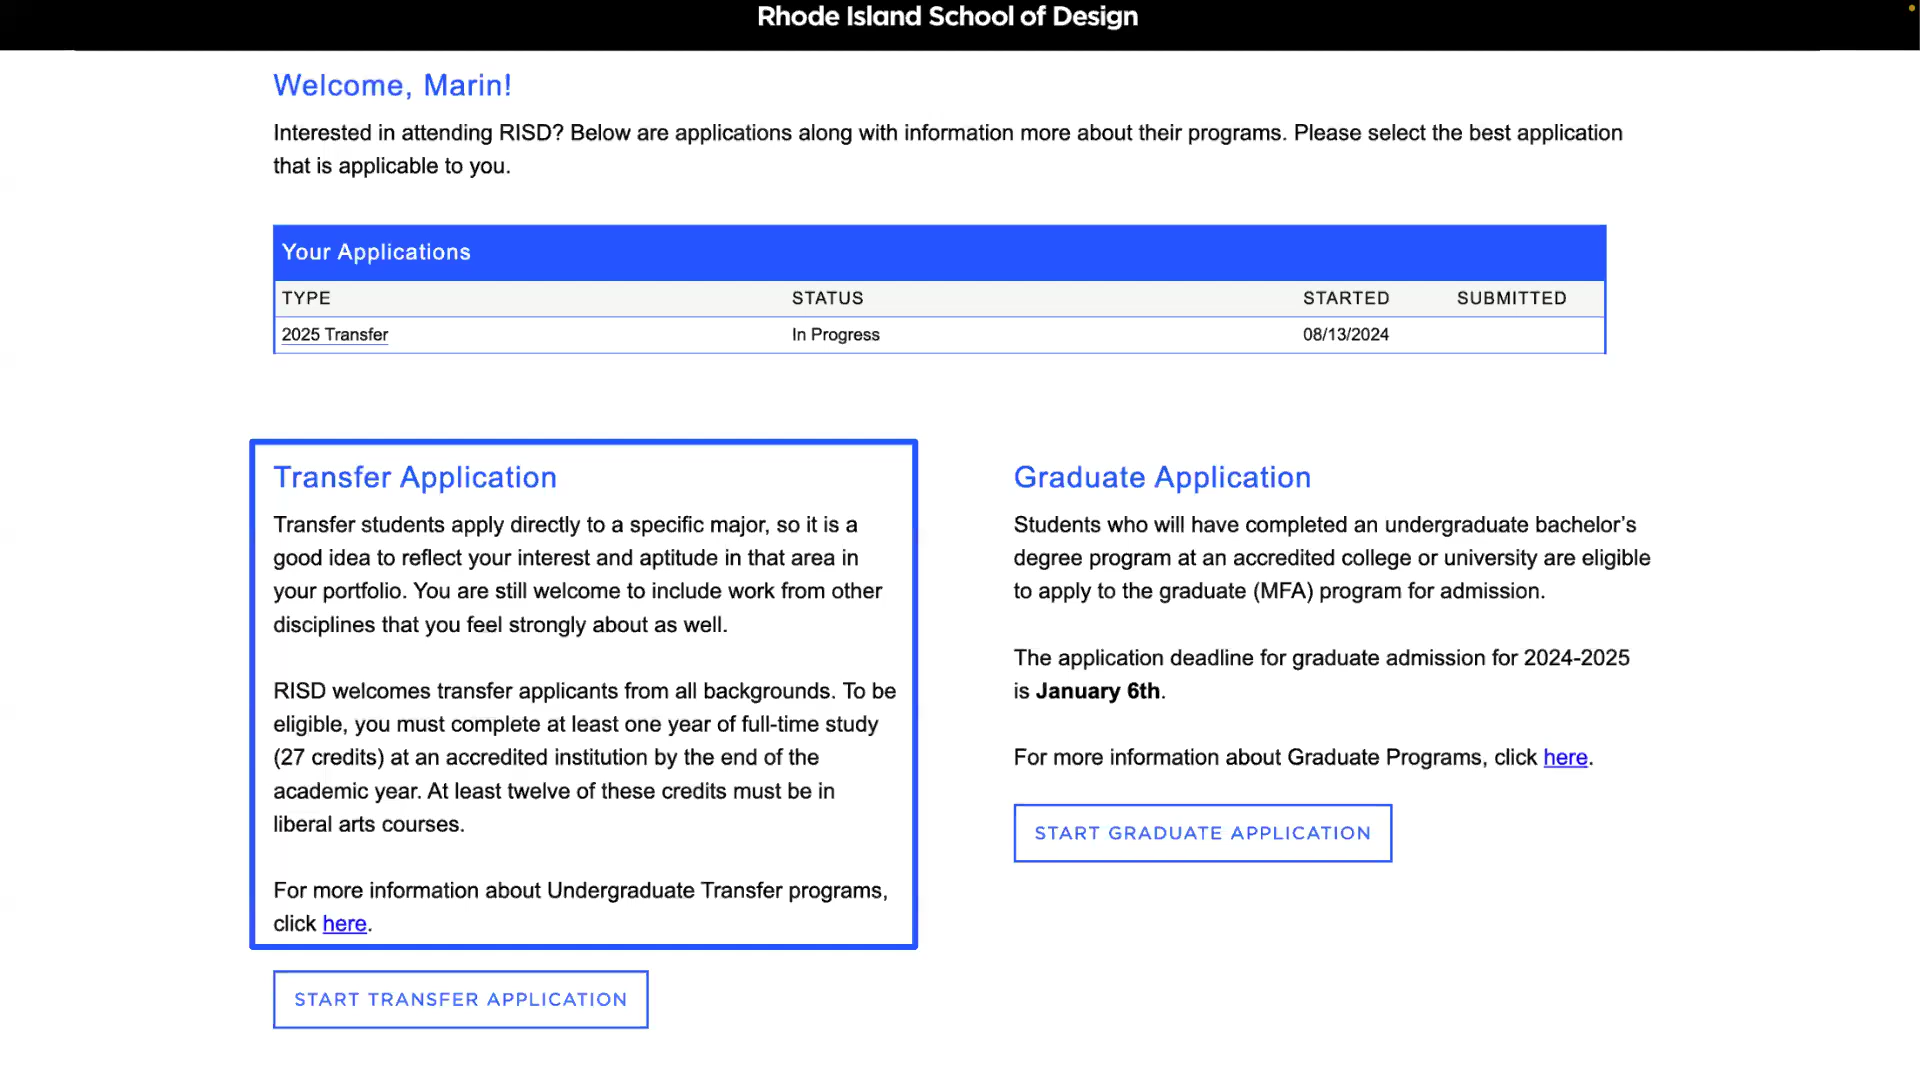 Rhode Island School of Design
Welcome, Marin!
Interested in attending RISD? Below are applications along with information more about their programs. Please select the best application
that is applicable to you.
Your Applications
TYPE STATUS STARTED SUBMITTED
2025 Transfer In Progress 08/13/2024
Transfer Application
Transfer students apply directly to a specific major, so it is a
good idea to reflect your interest and aptitude in that area in
your portfolio. You are still welcome to include work from other
disciplines that you feel strongly about as well.
RISD welcomes transfer applicants from all backgrounds. To be
eligible, you must complete at least one year of full-time study
(27 credits) at an accredited institution by the end of the
academic year. At least twelve of these credits must be in
liberal arts courses.
For more information about Undergraduate Transfer programs,
click here.
START TRANSFER APPLICATION
Graduate Application
Students who will have completed an undergraduate bachelor's
degree program at an accredited college or university are eligible
to apply to the graduate (MFA) program for admission.
The application deadline for graduate admission for 2024-2025
is January 6th.
For more information about Graduate Programs, click here.
START GRADUATE APPLICATION